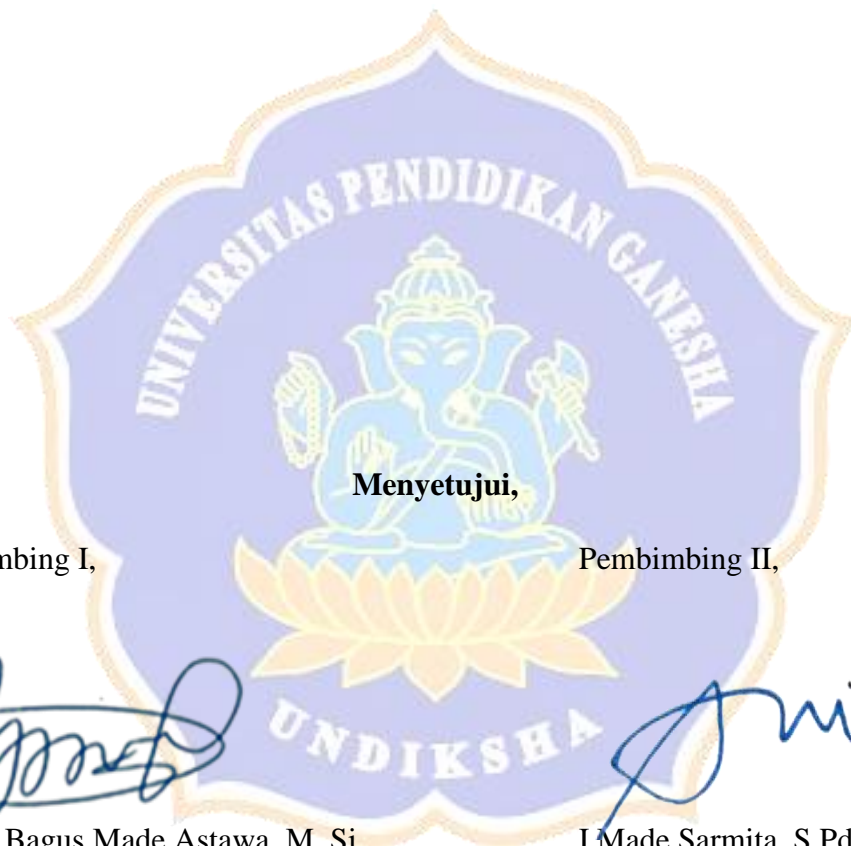 UNIVERSITAS PENDIDIKAN GANESHA
Menyetujui,
mbing I, Pembimbing II,
UNDIKSHA
Bagus Made Astawa, M. Si I Made Sarmita, S.Pd